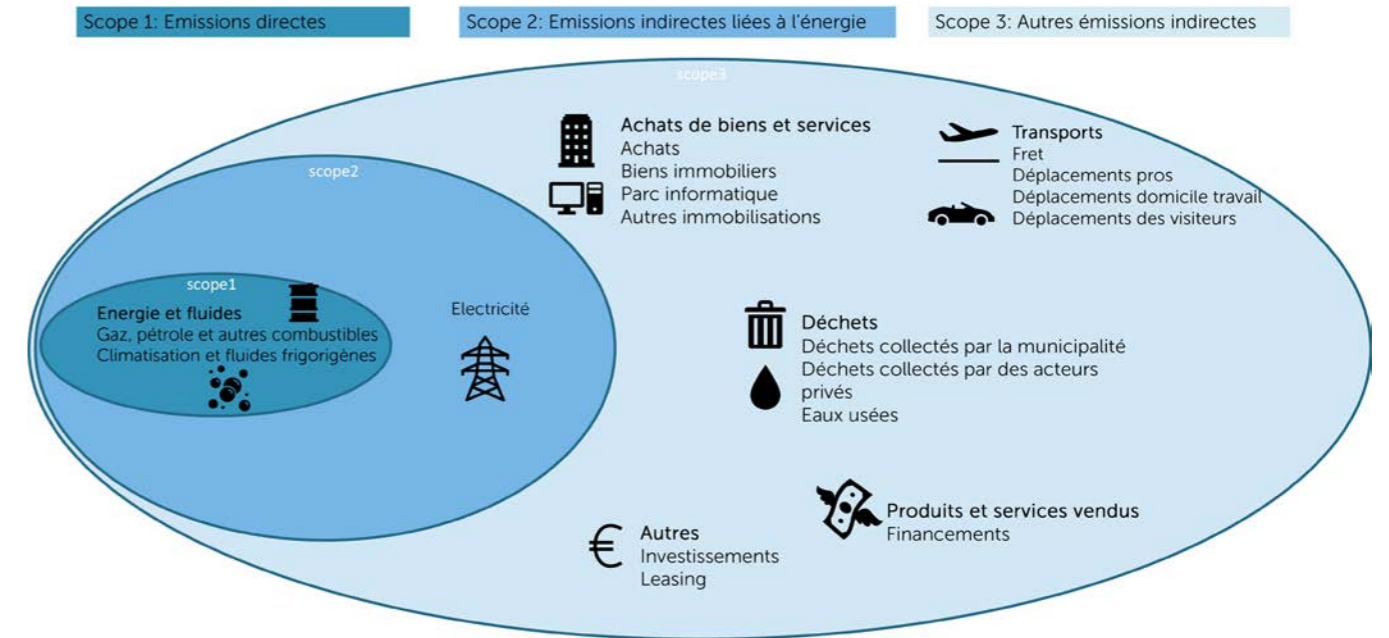 Scope 1: Emissions directes
Scope 2: Emissions indirectes liées à l'énergie
Scope 3: Autres émissions indirectes
scope3
Achats de biens et services
Achats
Biens immobiliers
Parc informatique
Autres immobilisations
Transports
Fret
Déplacements pros
Déplacements domicile travail
Déplacements des visiteurs
scope2
scope1
Energie et fluides
Gaz, pétrole et autres combustibles
Climatisation et fluides frigorigènes
Electricité
Déchets
Déchets collectés par la municipalité
Déchets collectés par des acteurs
privés
Eaux usées
Produits et services vendus
Financements
€
Autres
Investissements
Leasing